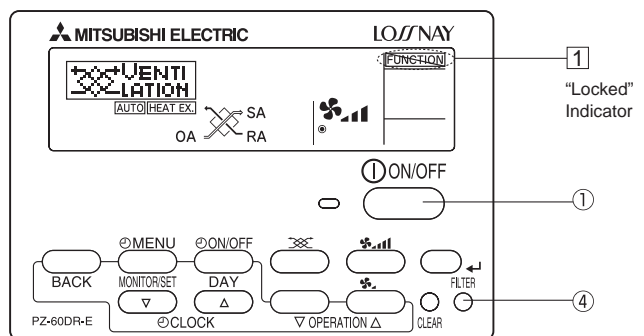 MITSUBISHI ELECTRIC
LOSSNAY
FUNCTION
VENTI
LATION
AUTO HEAT EX.
SA
OA
RA
1
"Locked"
Indicator
ON/OFF
1
MENU
ON/OFF
BACK
MONITOR/SET
DAY
FILTER
4
PZ-60DR-E
CLOCK
▽ OPERATION △
CLEAR